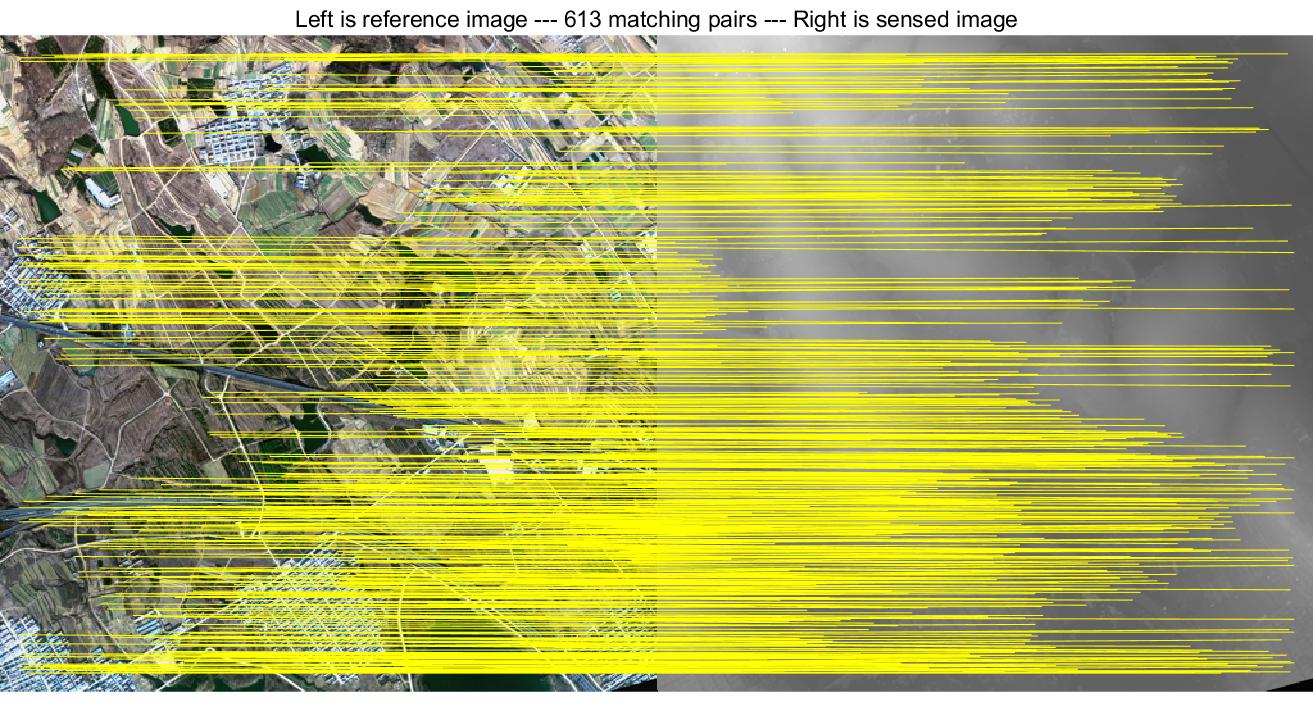 Left is reference image --- 613 matching pairs --- Right is sensed image